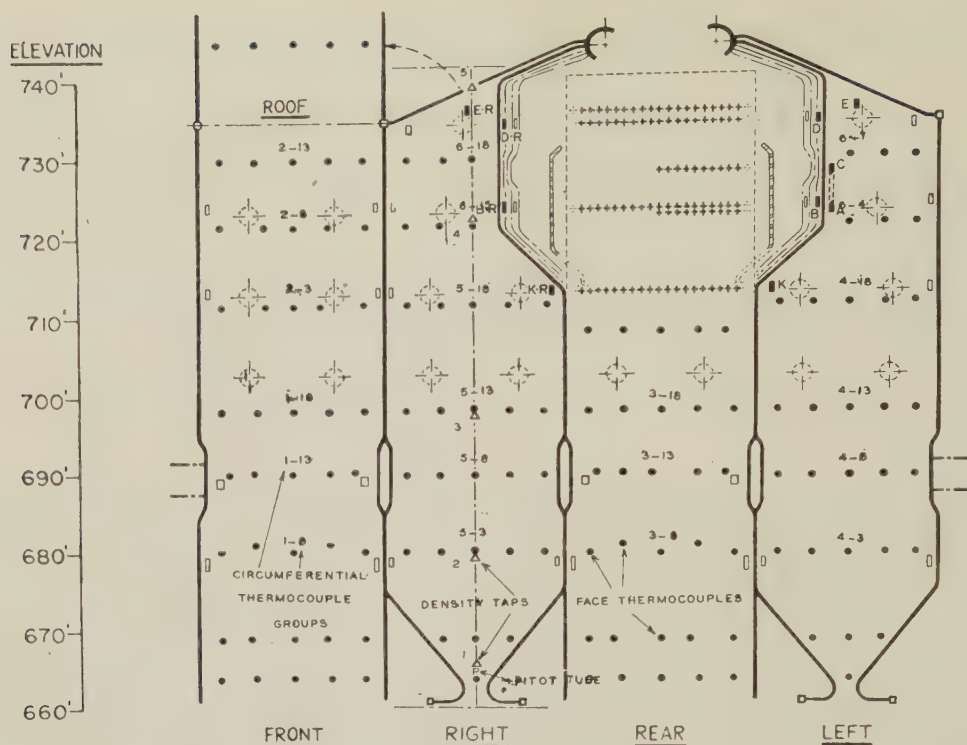 ELEVATION
740'
730'
720'
710'
700'
690'
680'
670'
660'
ROOF
2-13
2-8
2-3
1-18
1-13
1-8
CIRCUMFERENTIAL
THERMOCOUPLE
GROUPS
5
E-R
D-R
6-18
B-R
4
5-18
K-R
5-13
3
5-8
5-3
2
DENSITY TAPS
1
P
PITOT TUBE
3-18
3-13
3-8
FACE THERMOCOUPLES
E
D
C
B
A
K
4-18
4-13
4-8
4-3
FRONT
RIGHT
REAR
LEFT